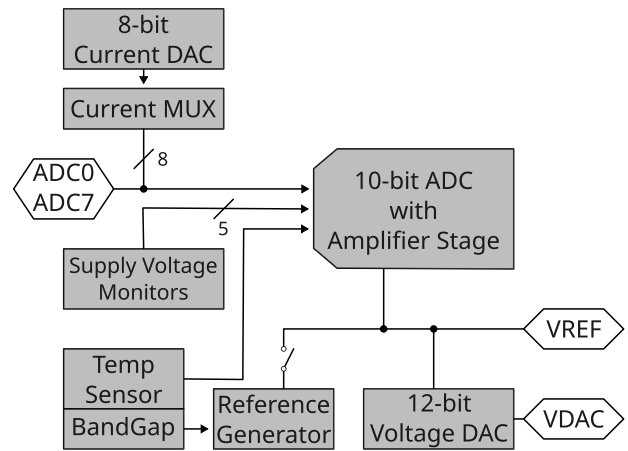 8-bit
Current DAC
Current MUX
8
ADC0
ADC7
10-bit ADC
with
Amplifier Stage
5
Supply Voltage
Monitors
VREF
Temp
Sensor
BandGap
Reference
Generator
12-bit
Voltage DAC
VDAC